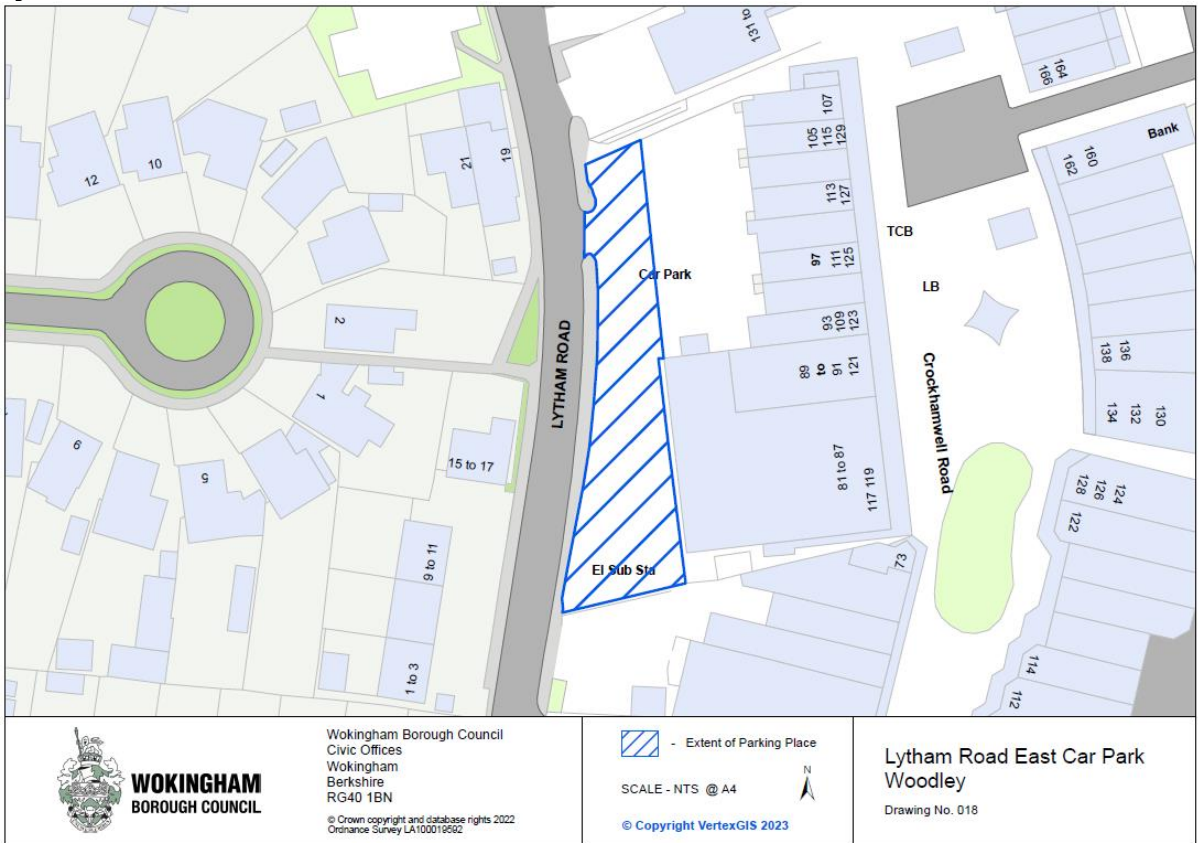 131 to
164
166
107
105
115
129
Bank
160
162
21
19
10
12
113
127
TCB
97
111
125
Car Park
LB
2
93
109
123
LYTHAM ROAD
136
138
89
to
91
121
Crockhamwell Road
1
134
132
130
6
15 to 17
5
81 to 87
117 119
124
126
128
122
9 to 11
El Sub Sta
73
1 to 3
114
112
WOKINGHAM
BOROUGH COUNCIL
Wokingham Borough Council
Civic Offices
Wokingham
Berkshire
RG40 1BN
© Crown copyright and database rights 2022
Ordnance Survey LA100019592
- Extent of Parking Place
SCALE - NTS @ A4
N
© Copyright VertexGIS 2023
Lytham Road East Car Park
Woodley
Drawing No. 018